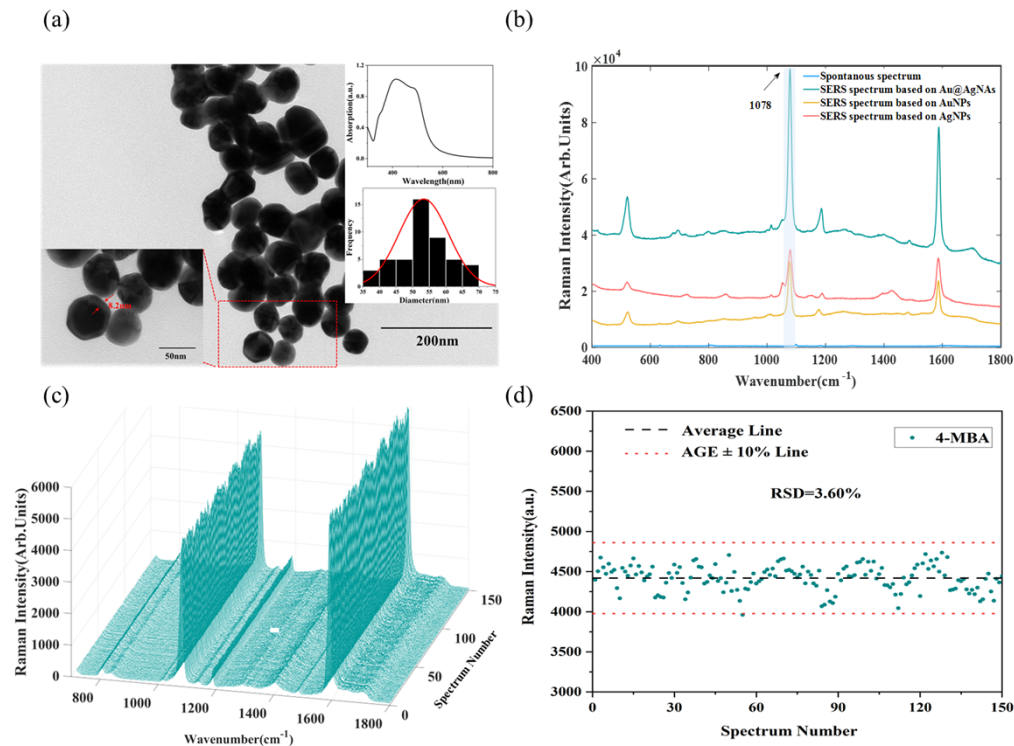 (a)
1.2
0.8
0.4
0.0
Absorption(a.u.)
400
600
800
Wavelength(nm)
15
10
5
0
Frequency
35 40 45 50 55 60 65 70 75
Diameter(nm)
8.2nm
50nm
200nm
(b)
×10⁴
10
8
6
4
2
0
Raman Intensity(Arb.Units)
1078
Spontanous spectrum
SERS spectrum based on Au@AgNAs
SERS spectrum based on AuNPs
SERS spectrum based on AgNPs
400 600 800 1000 1200 1400 1600 1800
Wavenumber(cm⁻¹)
(c)
6000
5000
4000
3000
2000
1000
0
Raman Intensity(Arb.Units)
800
1000
1200
1400
1600
1800
Wavenumber(cm⁻¹)
0
50
100
150
Spectrum Number
(d)
6500
6000
5500
5000
4500
4000
3500
3000
Raman Intensity(a.u.)
Average Line
AGE ± 10% Line
4-MBA
RSD=3.60%
0 30 60 90 120 150
Spectrum Number